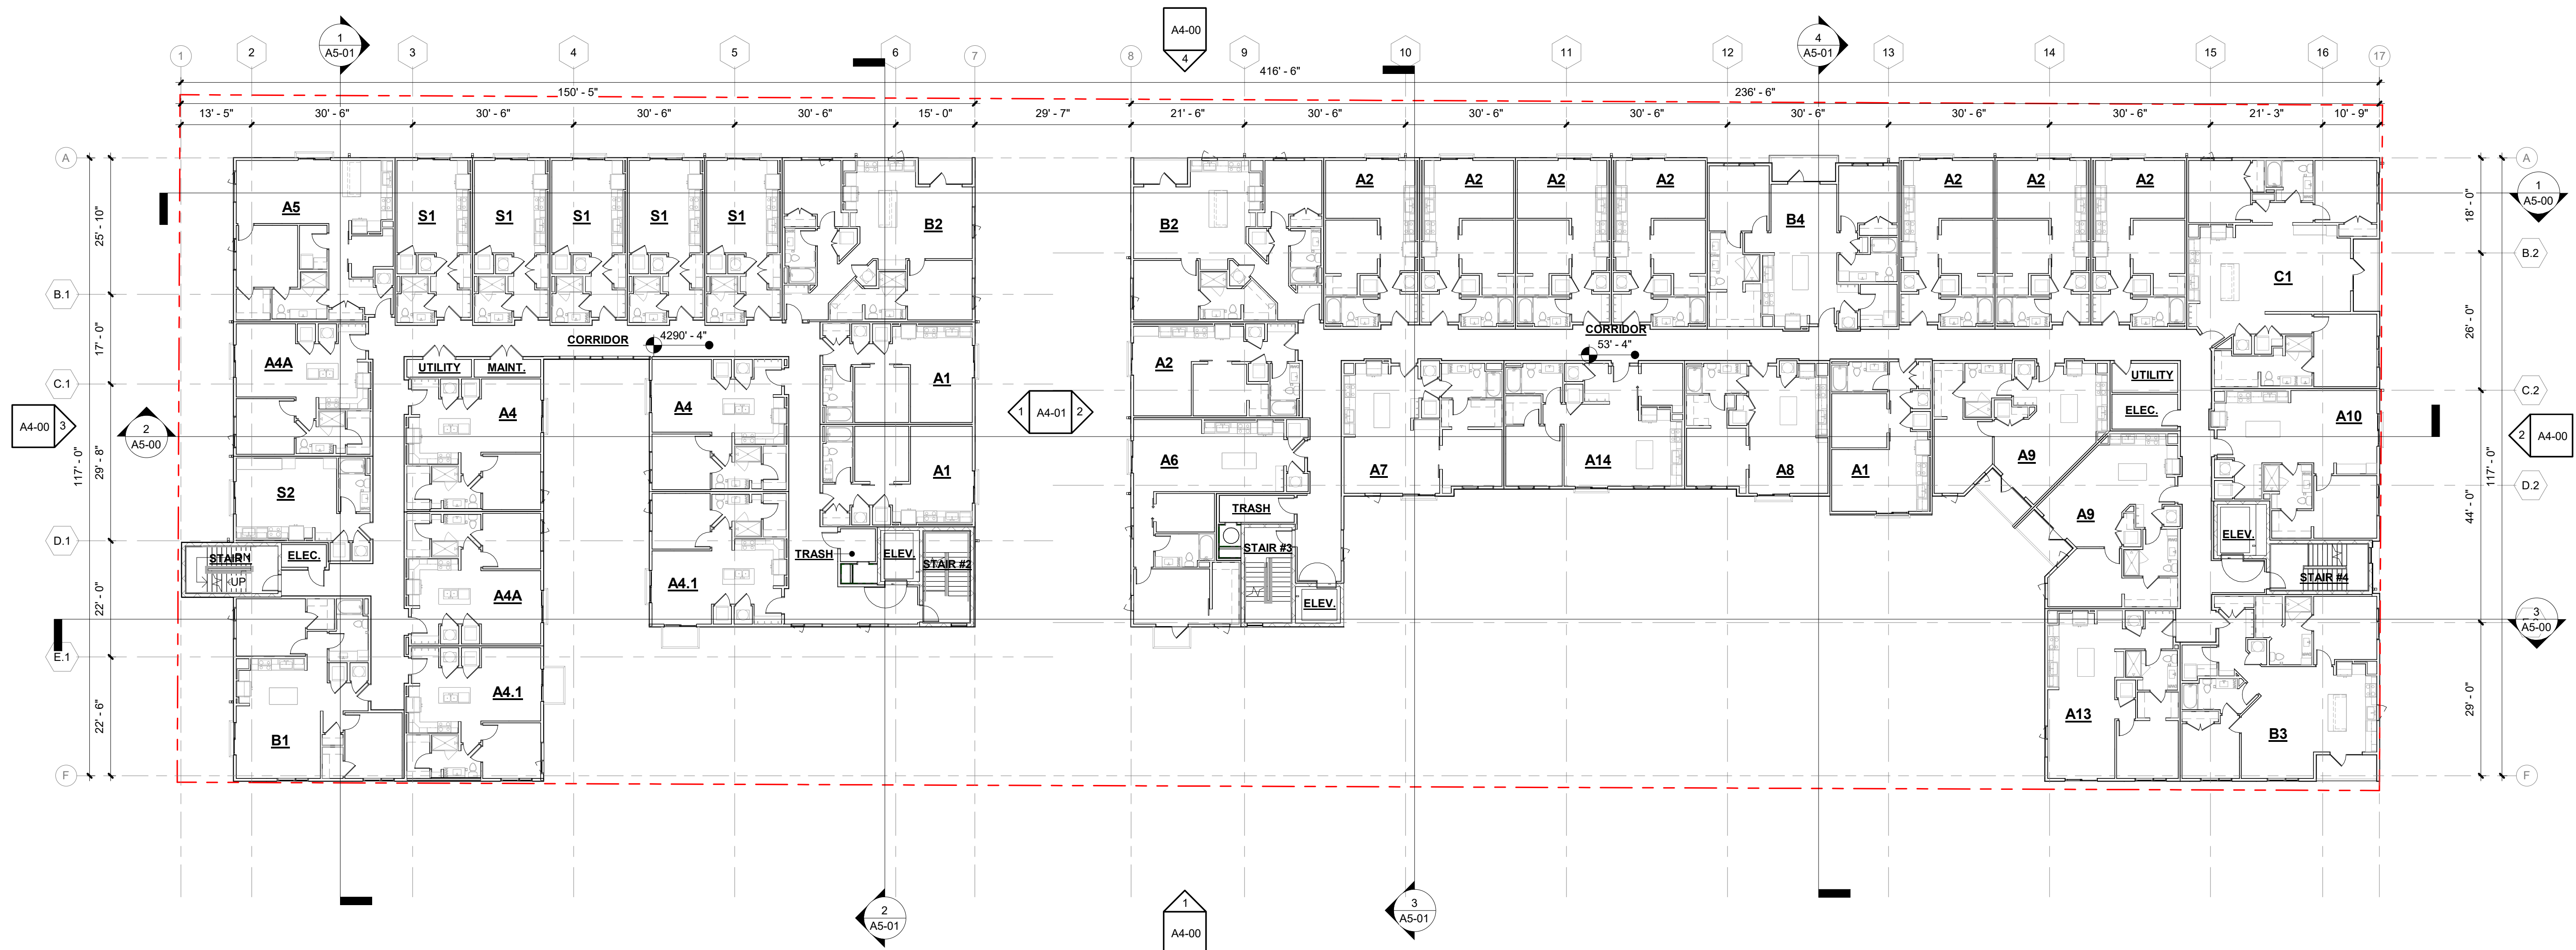 A4-00
4
1
A5-01
4
A5-01
1
2
3
4
5
6
7
8
9
10
11
12
13
14
15
16
17
416' - 6"
150' - 5"
236' - 6"
13' - 5"
30' - 6"
30' - 6"
30' - 6"
30' - 6"
15' - 0"
29' - 7"
21' - 6"
30' - 6"
30' - 6"
30' - 6"
30' - 6"
30' - 6"
21' - 3"
10' - 9"
A
A
A5
S1
S1
S1
S1
S1
B2
B2
A2
A2
A2
A2
B4
A2
A2
A2
C1
1
A5-00
25' - 10"
18' - 0"
B.1
B.2
CORRIDOR
4290' - 4"
CORRIDOR
53' - 4"
17' - 0"
26' - 0"
A4A
UTILITY
MAINT.
A4
A4
A1
A2
UTILITY
ELEC.
A10
C.1
C.2
A4-00
3
2
A5-00
1
A4-01
2
2
A4-00
117' - 0"
29' - 8"
117' - 0"
44' - 0"
S2
A1
A6
A7
A14
A8
A1
A9
A9
D.1
D.2
TRASH
STAIR 1
UP
ELEC.
TRASH
ELEV.
STAIR #2
STAIR #3
ELEV.
ELEV.
STAIR #4
A4A
A4.1
22' - 0"
3
A5-00
E.1
A4.1
B1
A13
B3
22' - 6"
29' - 0"
F
F
2
A5-01
3
A5-01
1
A4-00